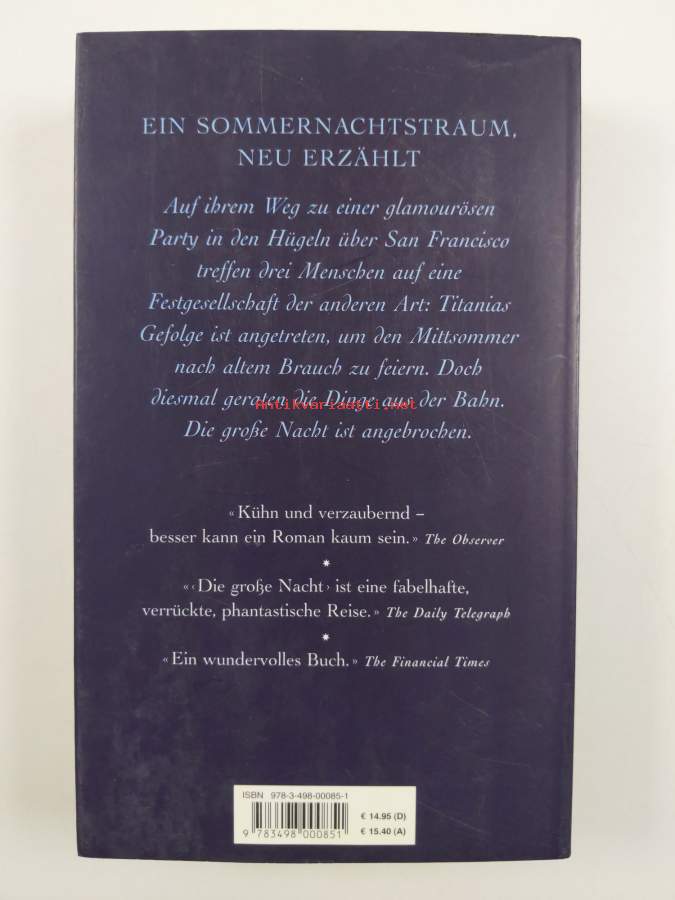 EIN SOMMERNACHTSTRAUM,
NEU ERZÄHLT
Auf ihrem Weg zu einer glamourösen
Party in den Hügeln über San Francisco
treffen drei Menschen auf eine
Festgesellschaft der anderen Art: Titanias
Gefolge ist angetreten, um den Mittsommer
nach altem Brauch zu feiern. Doch
diesmal geraten die Dinge aus der Bahn.
Antikvariaatti.net
Die große Nacht ist angebrochen.
«Kühn und verzaubernd –
besser kann ein Roman kaum sein.» The Observer
«‹Die große Nacht› ist eine fabelhafte,
verrückte, phantastische Reise.» The Daily Telegraph
«Ein wundervolles Buch.» The Financial Times
ISBN 978-3-498-00085-1
€ 14.95 (D)
€ 15.40 (A)
9 783498 000851